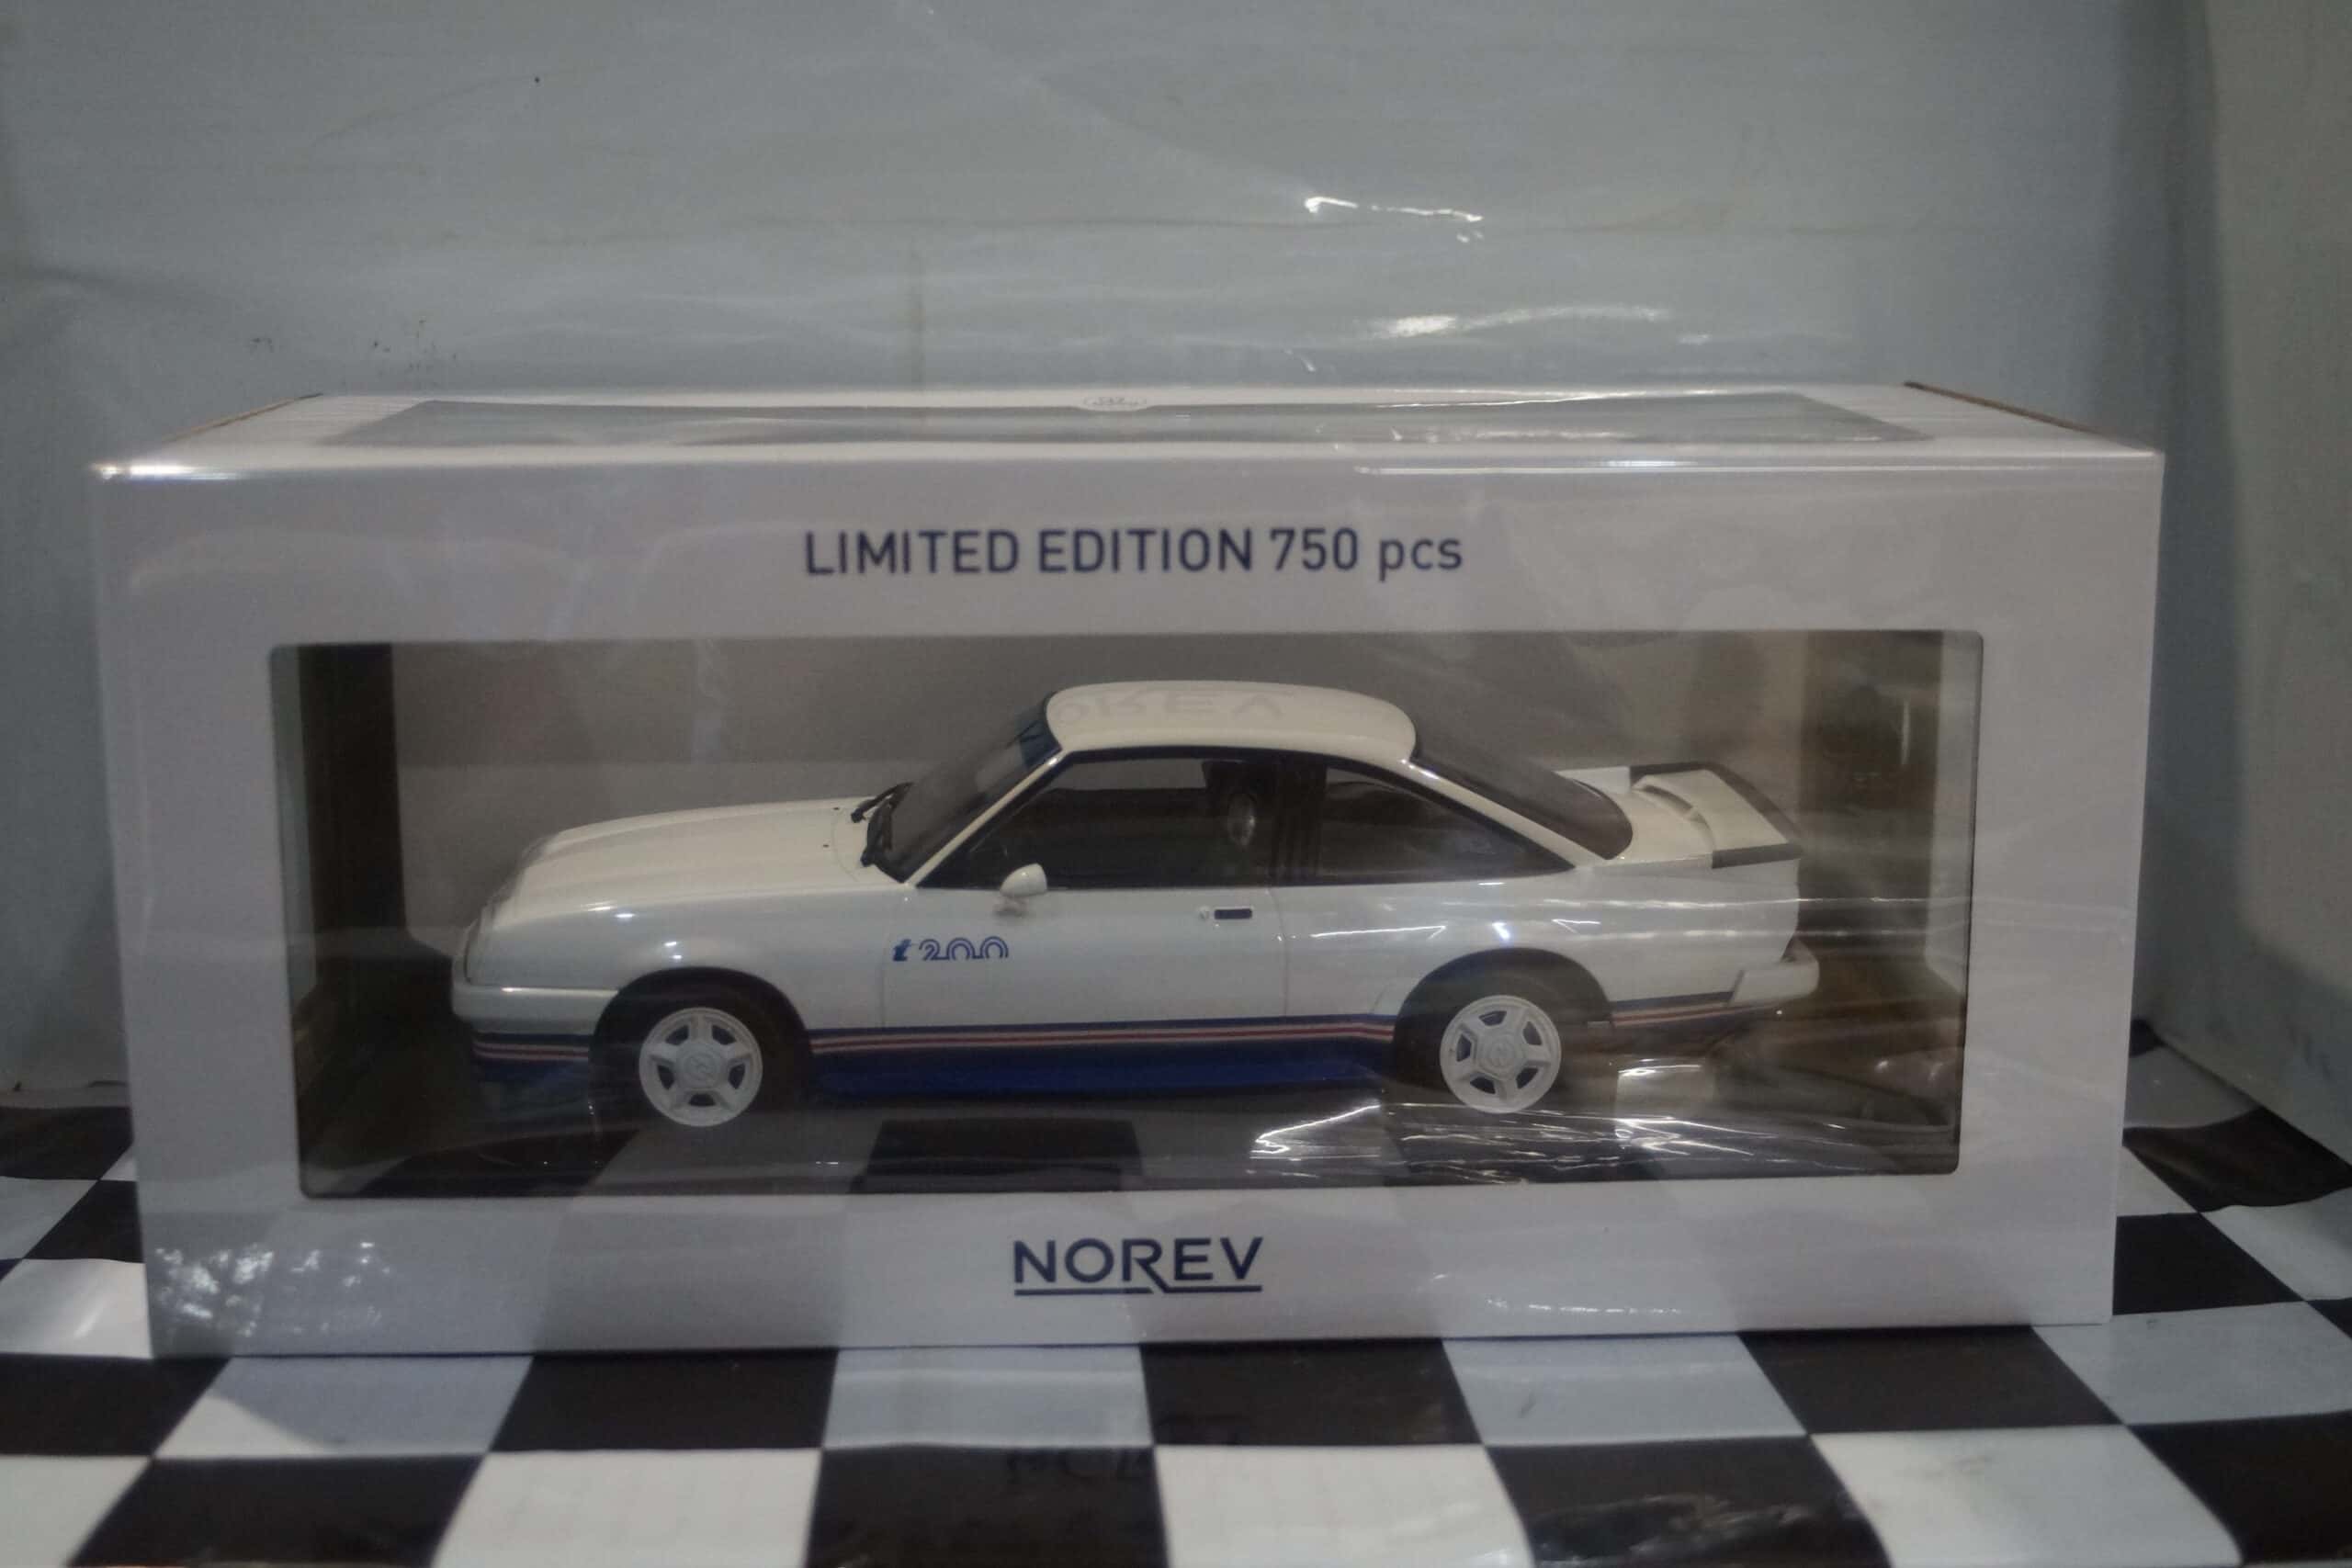 LIMITED EDITION 750 pcs
i200
NOREV